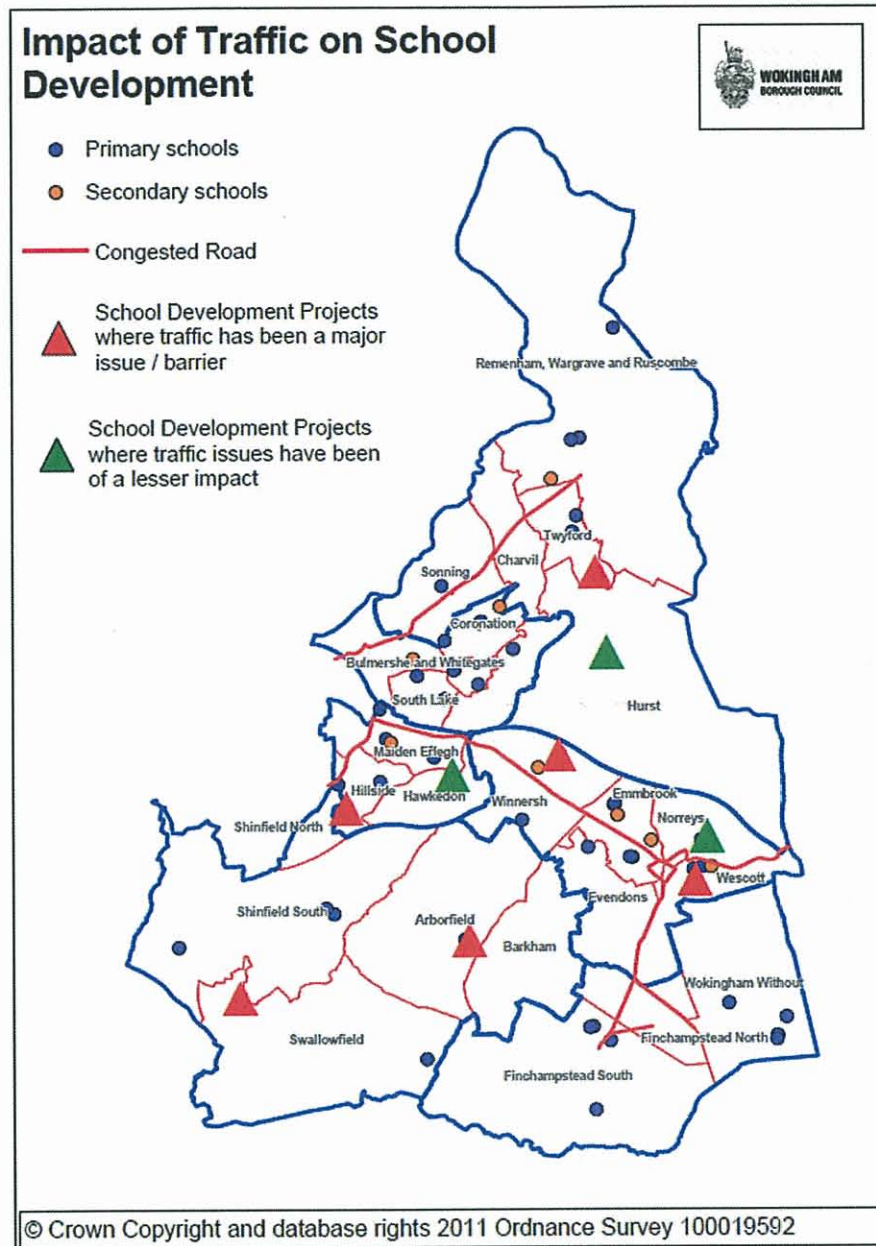 Impact of Traffic on School
Development
WOKINGHAM
BOROUGH COUNCIL
Primary schools
Secondary schools
Congested Road
School Development Projects
where traffic has been a major
issue / barrier
School Development Projects
where traffic issues have been
of a lesser impact
Remenham, Wargrave and Ruscombe
Twyford
Charvil
Sonning
Coronation
Bulmershe and Whitegates
South Lake
Hurst
Maiden Erlegh
Hillside
Hawkedon
Winnersh
Emmbrook
Norreys
Shinfield North
Wescott
Evendons
Shinfield South
Arborfield
Barkham
Wokingham Without
Swallowfield
Finchampstead North
Finchampstead South
© Crown Copyright and database rights 2011 Ordnance Survey 100019592